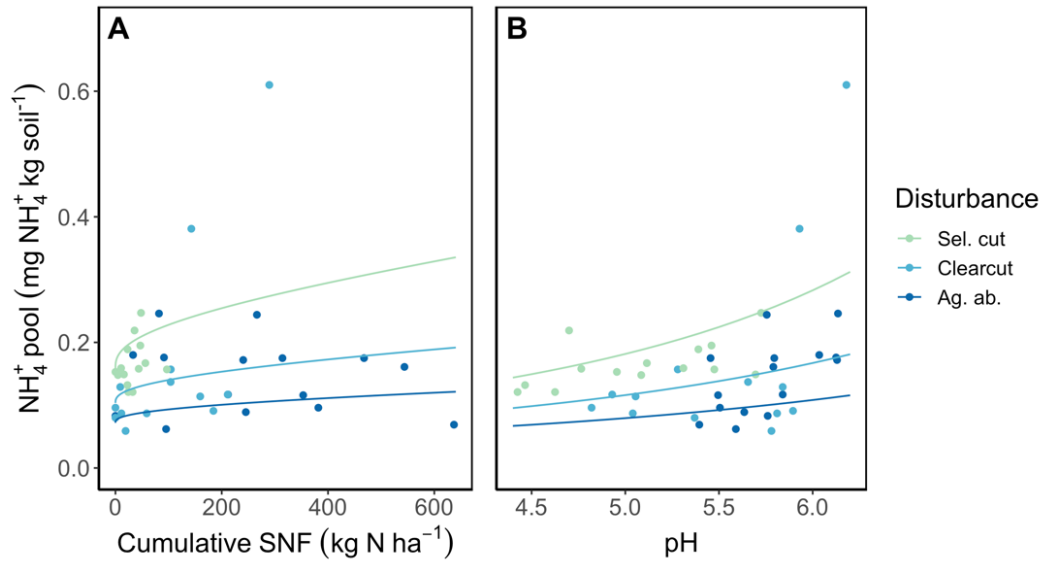 A
B
NH₄⁺ pool (mg NH₄⁺ kg soil⁻¹)
0.6
0.4
0.2
0.0
0 200 400 600
4.5 5.0 5.5 6.0
Cumulative SNF (kg N ha⁻¹)
pH
Disturbance
Sel. cut
Clearcut
Ag. ab.